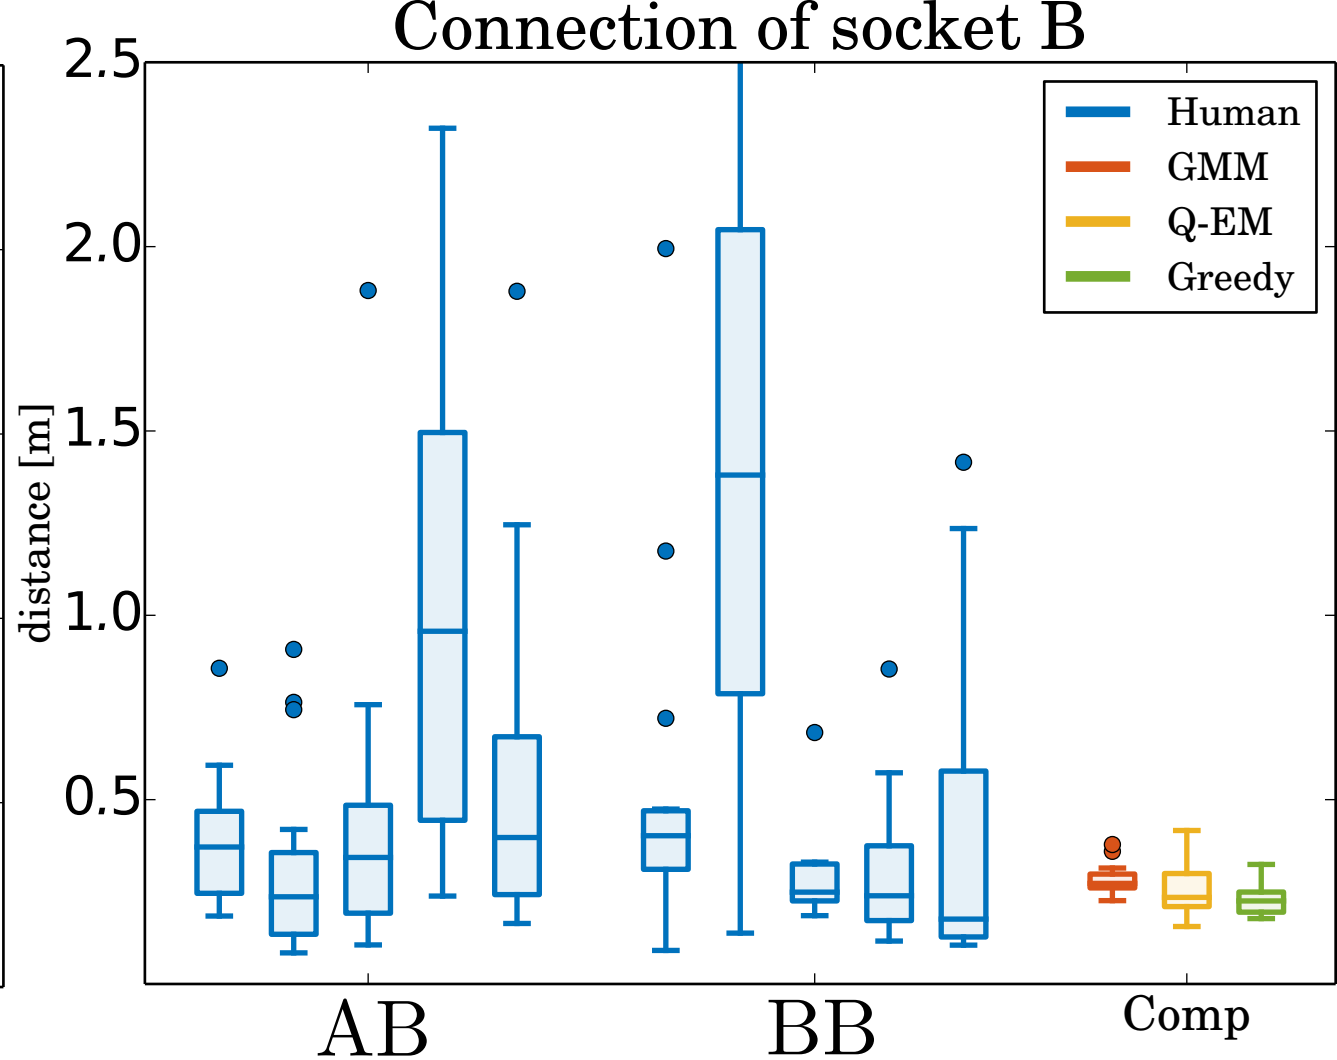 Connection of socket B
2.5
2.0
1.5
1.0
0.5
distance [m]
Human
GMM
Q-EM
Greedy
AB
BB
Comp